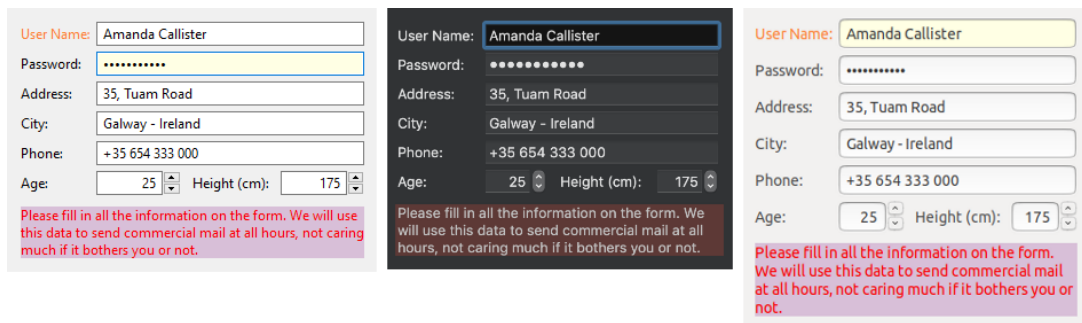 User Name: Amanda Callister
Password: •••••••••••
Address: 35, Tuam Road
City: Galway - Ireland
Phone: +35 654 333 000
Age: 25 Height (cm): 175
Please fill in all the information on the form. We will use
this data to send commercial mail at all hours, not caring
much if it bothers you or not.
User Name: Amanda Callister
Password: •••••••••••
Address: 35, Tuam Road
City: Galway - Ireland
Phone: +35 654 333 000
Age: 25 Height (cm): 175
Please fill in all the information on the form. We
will use this data to send commercial mail at all
hours, not caring much if it bothers you or not.
User Name: Amanda Callister
Password: •••••••••••
Address: 35, Tuam Road
City: Galway - Ireland
Phone: +35 654 333 000
Age: 25 Height (cm): 175
Please fill in all the information on the form.
We will use this data to send commercial mail
at all hours, not caring much if it bothers you or
not.